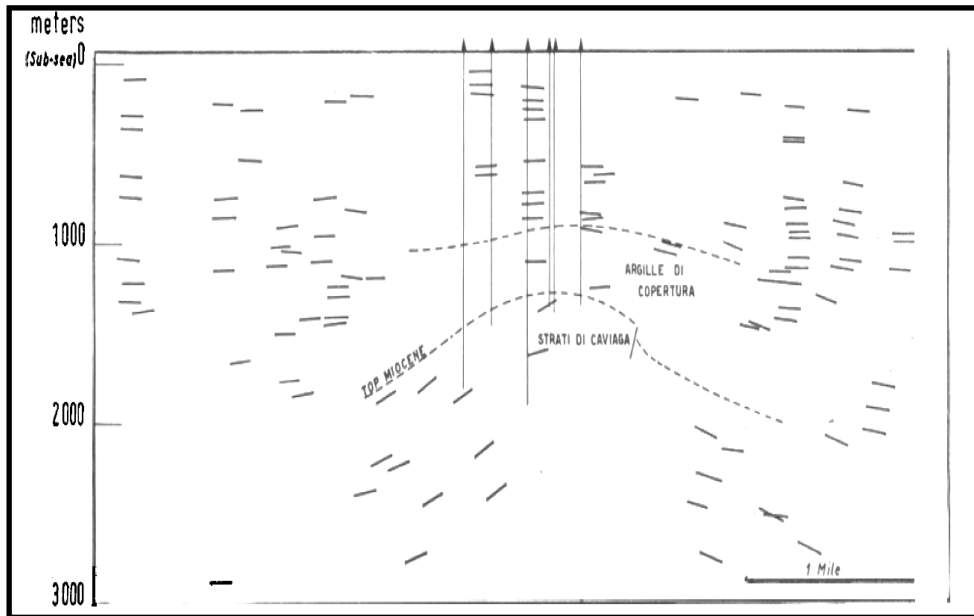 meters
0
(Sub-sea)
1000
ARGILLE DI
COPERTURA
STRATI DI CAVIAGA
TOP MIOCENE
2000
1 Mile
3000